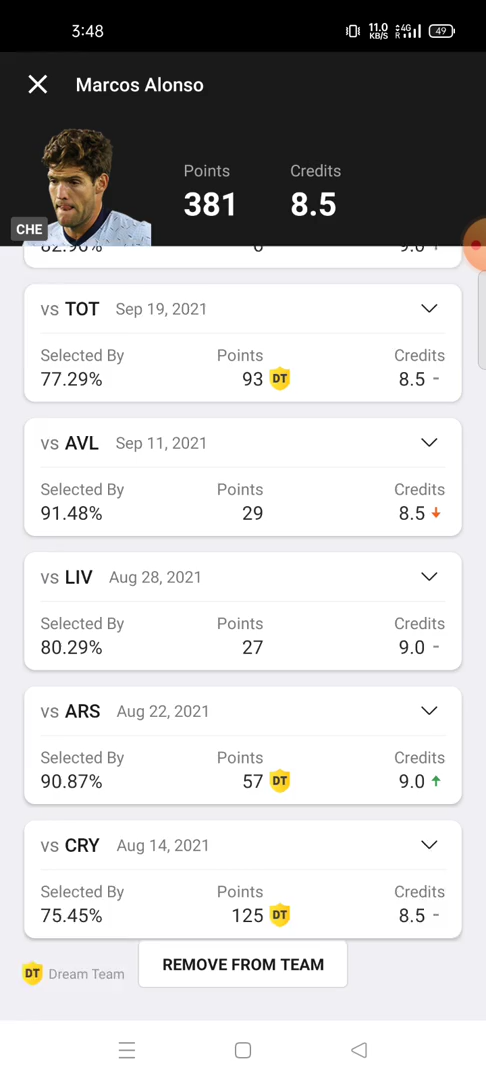 3:48
11.0 KB/S 4G R 49
Marcos Alonso
Points Credits
381 8.5
CHE
82.96% 6 9.0
vs TOT Sep 19, 2021
Selected By Points Credits
77.29% 93 DT 8.5 -
vs AVL Sep 11, 2021
Selected By Points Credits
91.48% 29 8.5 ↓
vs LIV Aug 28, 2021
Selected By Points Credits
80.29% 27 9.0 -
vs ARS Aug 22, 2021
Selected By Points Credits
90.87% 57 DT 9.0 ↑
vs CRY Aug 14, 2021
Selected By Points Credits
75.45% 125 DT 8.5 -
DT Dream Team REMOVE FROM TEAM